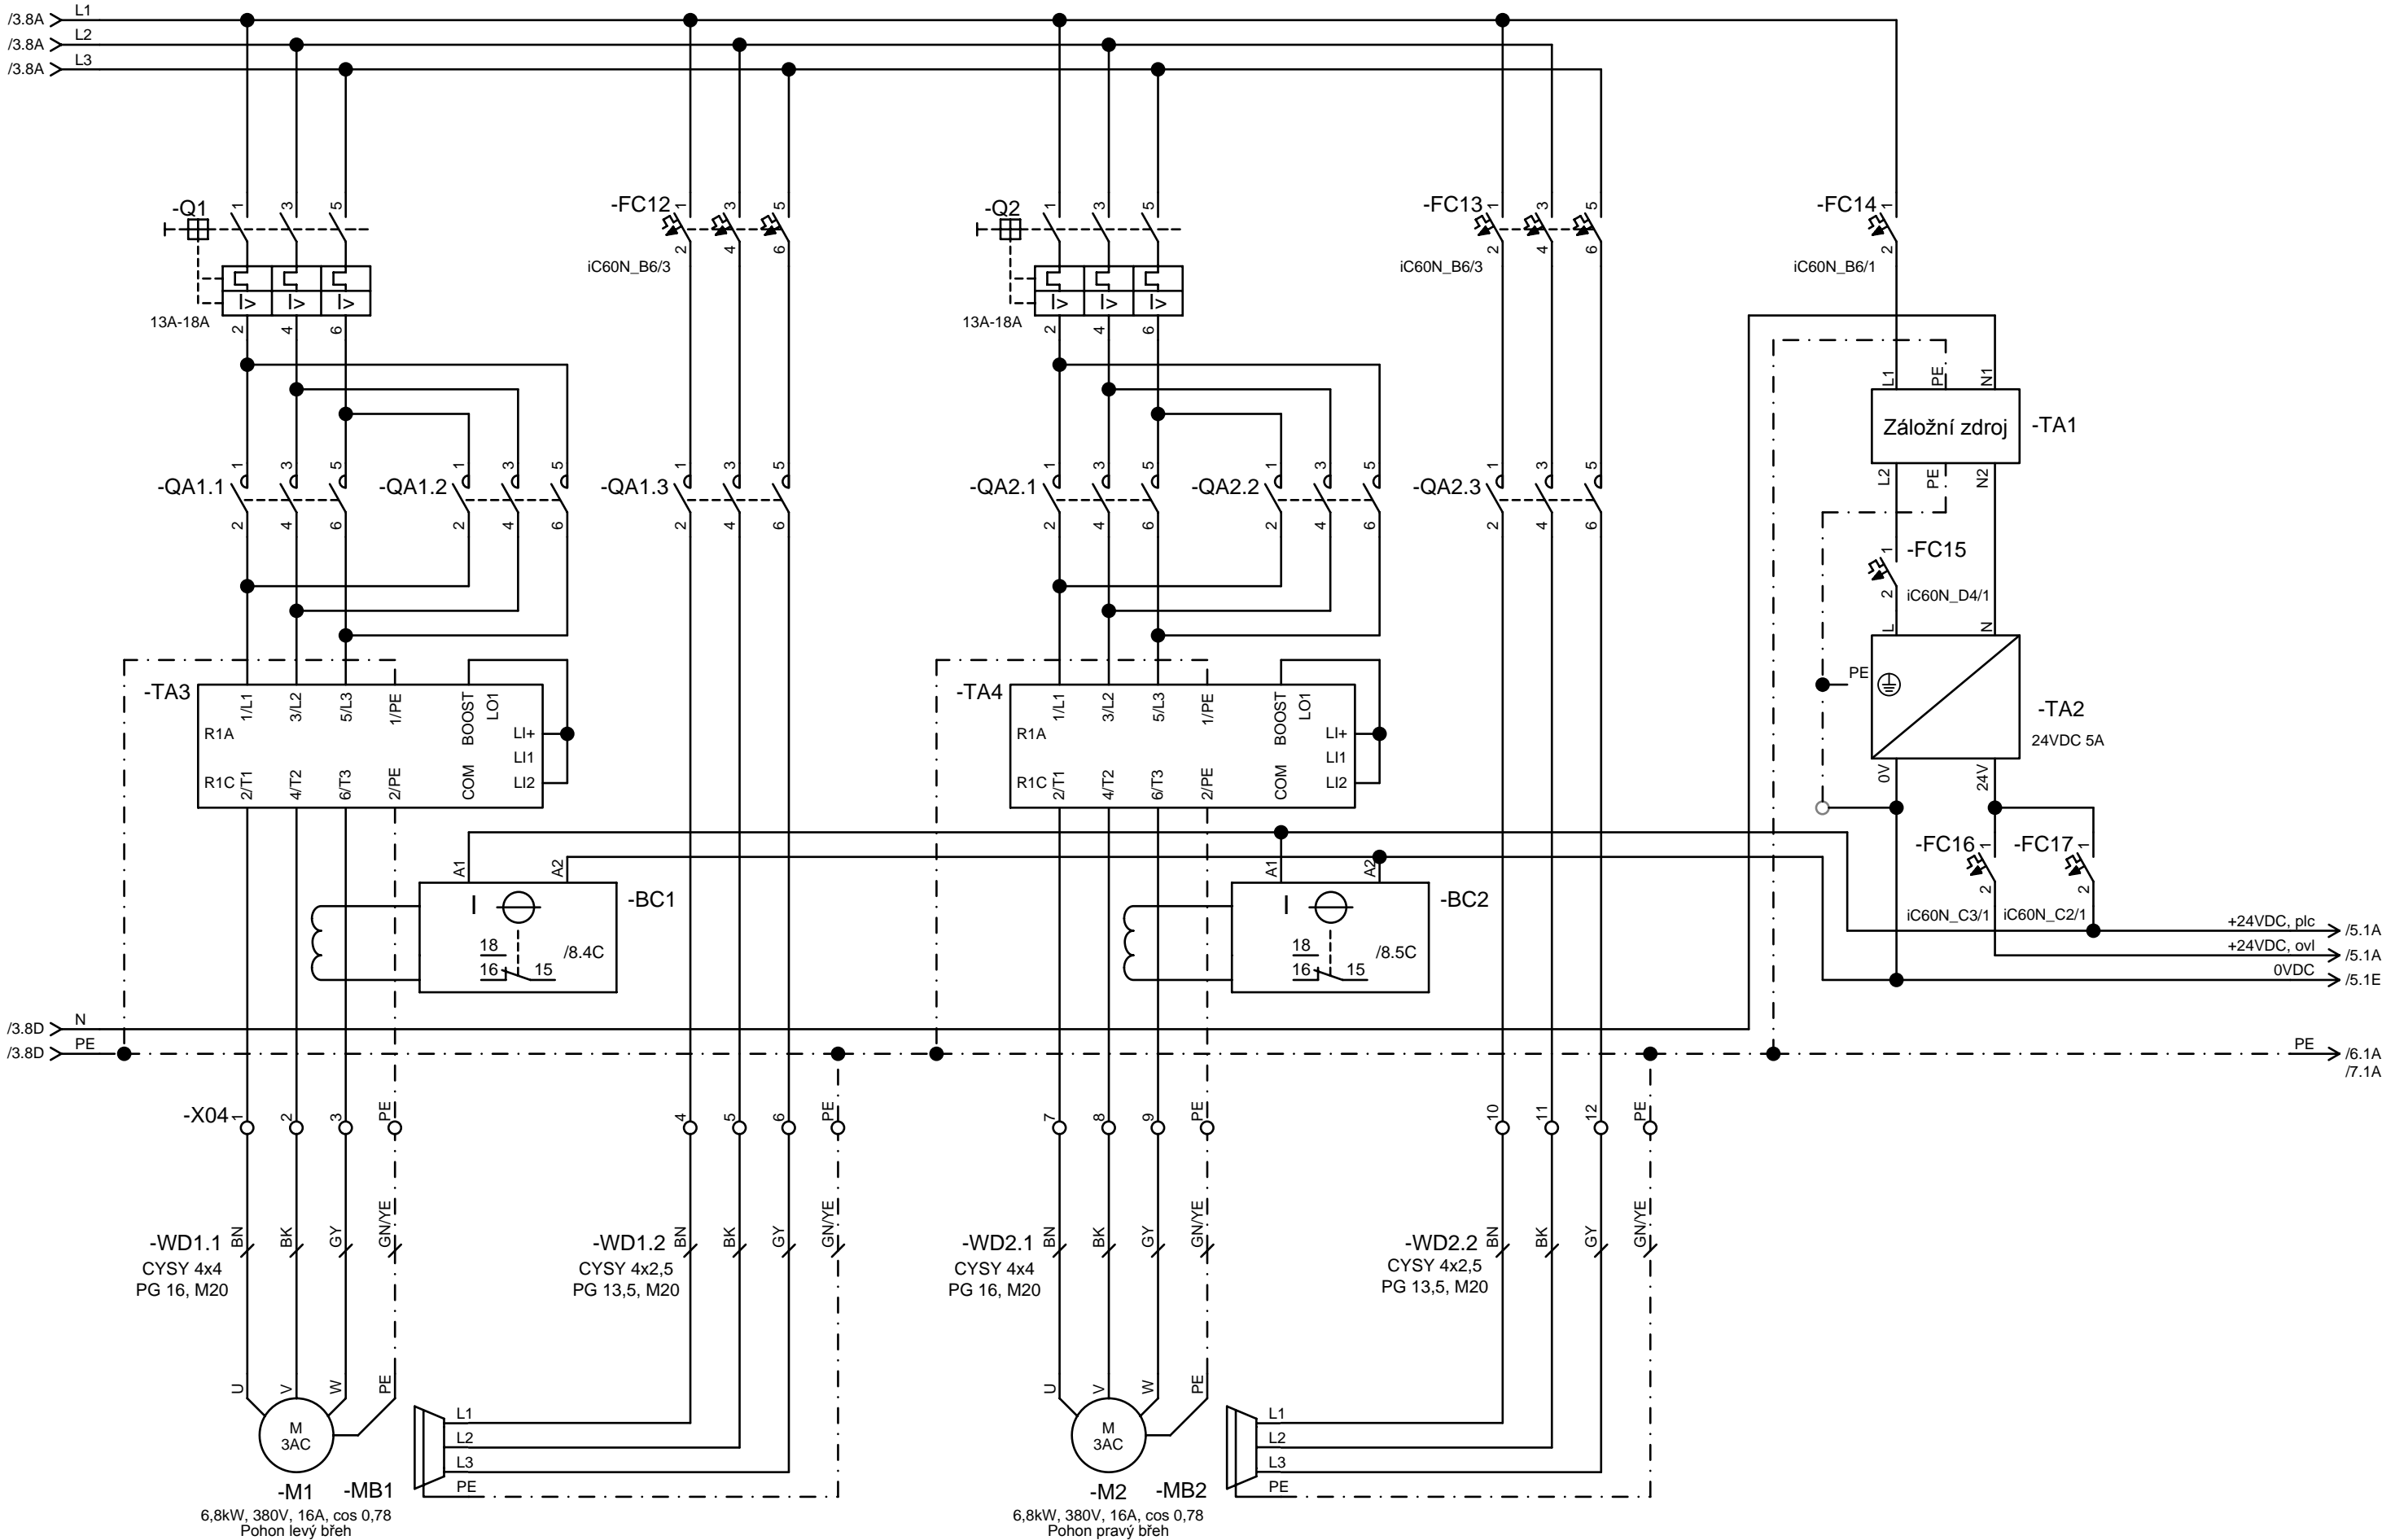 /3.8A L1
/3.8A L2
/3.8A L3
-Q1 1 3 5
-FC12 1 3 5
-Q2 1 3 5
-FC13 1 3 5
-FC14 1
2 4 6
2 4 6
2
iC60N_B6/3
iC60N_B6/3
iC60N_B6/1
I> I> I>
I> I> I>
13A-18A 2 4 6
13A-18A 2 4 6
L1 PE N1
Záložní zdroj -TA1
L2 PE N2
-QA1.1 1 3 5
-QA1.2 1 3 5
-QA1.3 1 3 5
-QA2.1 1 3 5
-QA2.2 1 3 5
-QA2.3 1 3 5
2 4 6
2 4 6
2 4 6
2 4 6
2 4 6
2 4 6
1 -FC15
2 iC60N_D4/1
L N
PE
-TA2
24VDC 5A
0V 24V
-TA3 1/L1 3/L2 5/L3 1/PE BOOST LO1
R1A LI+
LI1
R1C 2/T1 4/T2 6/T3 2/PE COM LI2
-TA4 1/L1 3/L2 5/L3 1/PE BOOST LO1
R1A LI+
LI1
R1C 2/T1 4/T2 6/T3 2/PE COM LI2
-FC16 1 -FC17 1
2 2
iC60N_C3/1 iC60N_C2/1
A1 A2
I -BC1
18 /8.4C
16 15
A1 A2
I -BC2
18 /8.5C
16 15
+24VDC, plc /5.1A
+24VDC, ovl /5.1A
0VDC /5.1E
/3.8D N
/3.8D PE
PE /6.1A
/7.1A
-X04 1 2 3 PE 4 5 6 PE 7 8 9 PE 10 11 12 PE
-WD1.1 BN BK GY GN/YE
CYSY 4x4
PG 16, M20
-WD1.2 BN BK GY GN/YE
CYSY 4x2,5
PG 13,5, M20
-WD2.1 BN BK GY GN/YE
CYSY 4x4
PG 16, M20
-WD2.2 BN BK GY GN/YE
CYSY 4x2,5
PG 13,5, M20
U V W PE
M
3AC
L1
L2
L3
PE
-M1 -MB1
6,8kW, 380V, 16A, cos 0,78
Pohon levý břeh
U V W PE
M
3AC
L1
L2
L3
PE
-M2 -MB2
6,8kW, 380V, 16A, cos 0,78
Pohon pravý břeh